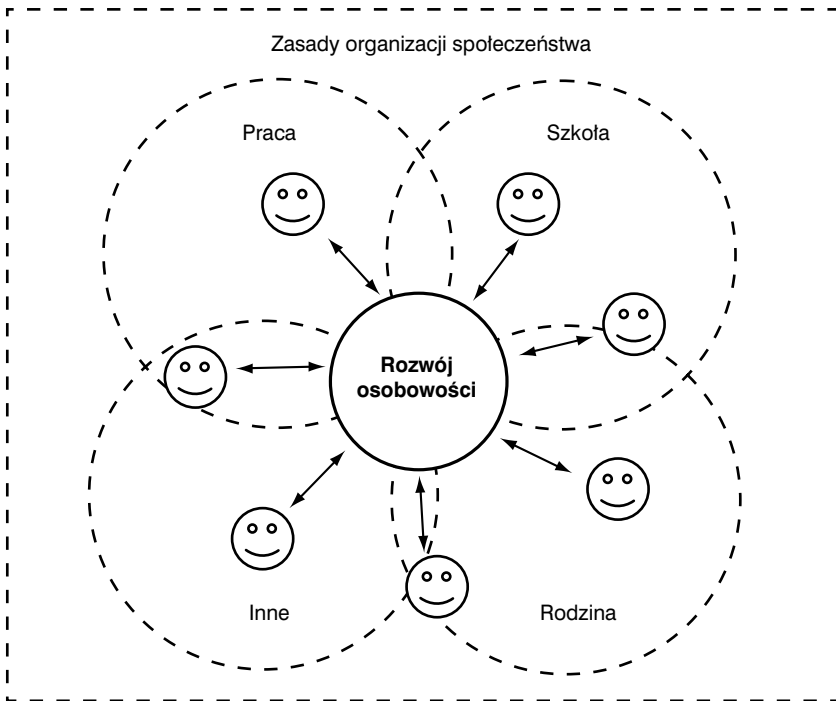 Zasady organizacji społeczeństwa
Praca
Szkoła
Rozwój
osobowości
Inne
Rodzina